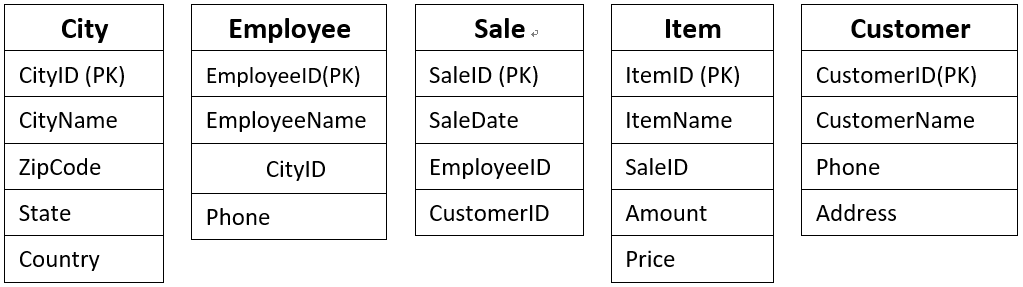 City
CityID (PK)
CityName
ZipCode
State
Country
Employee
EmployeeID(PK)
EmployeeName
CityID
Phone
Sale
SaleID (PK)
SaleDate
EmployeeID
CustomerID
Item
ItemID (PK)
ItemName
SaleID
Amount
Price
Customer
CustomerID(PK)
CustomerName
Phone
Address